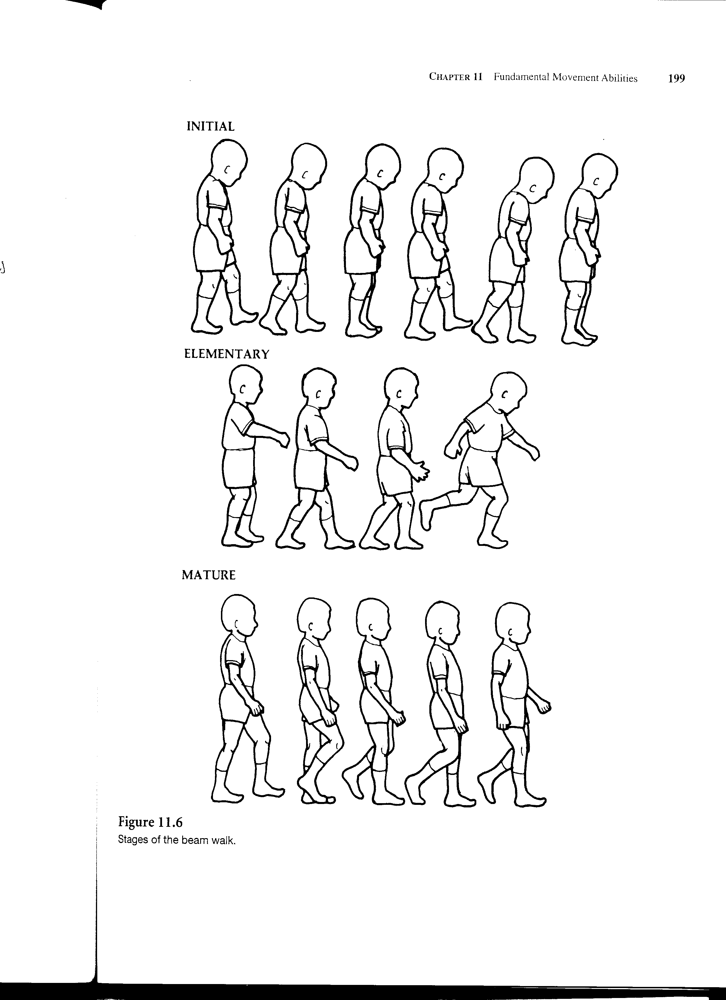 CHAPTER 11 Fundamental Movement Abilities 199
INITIAL
ELEMENTARY
MATURE
Figure 11.6
Stages of the beam walk.